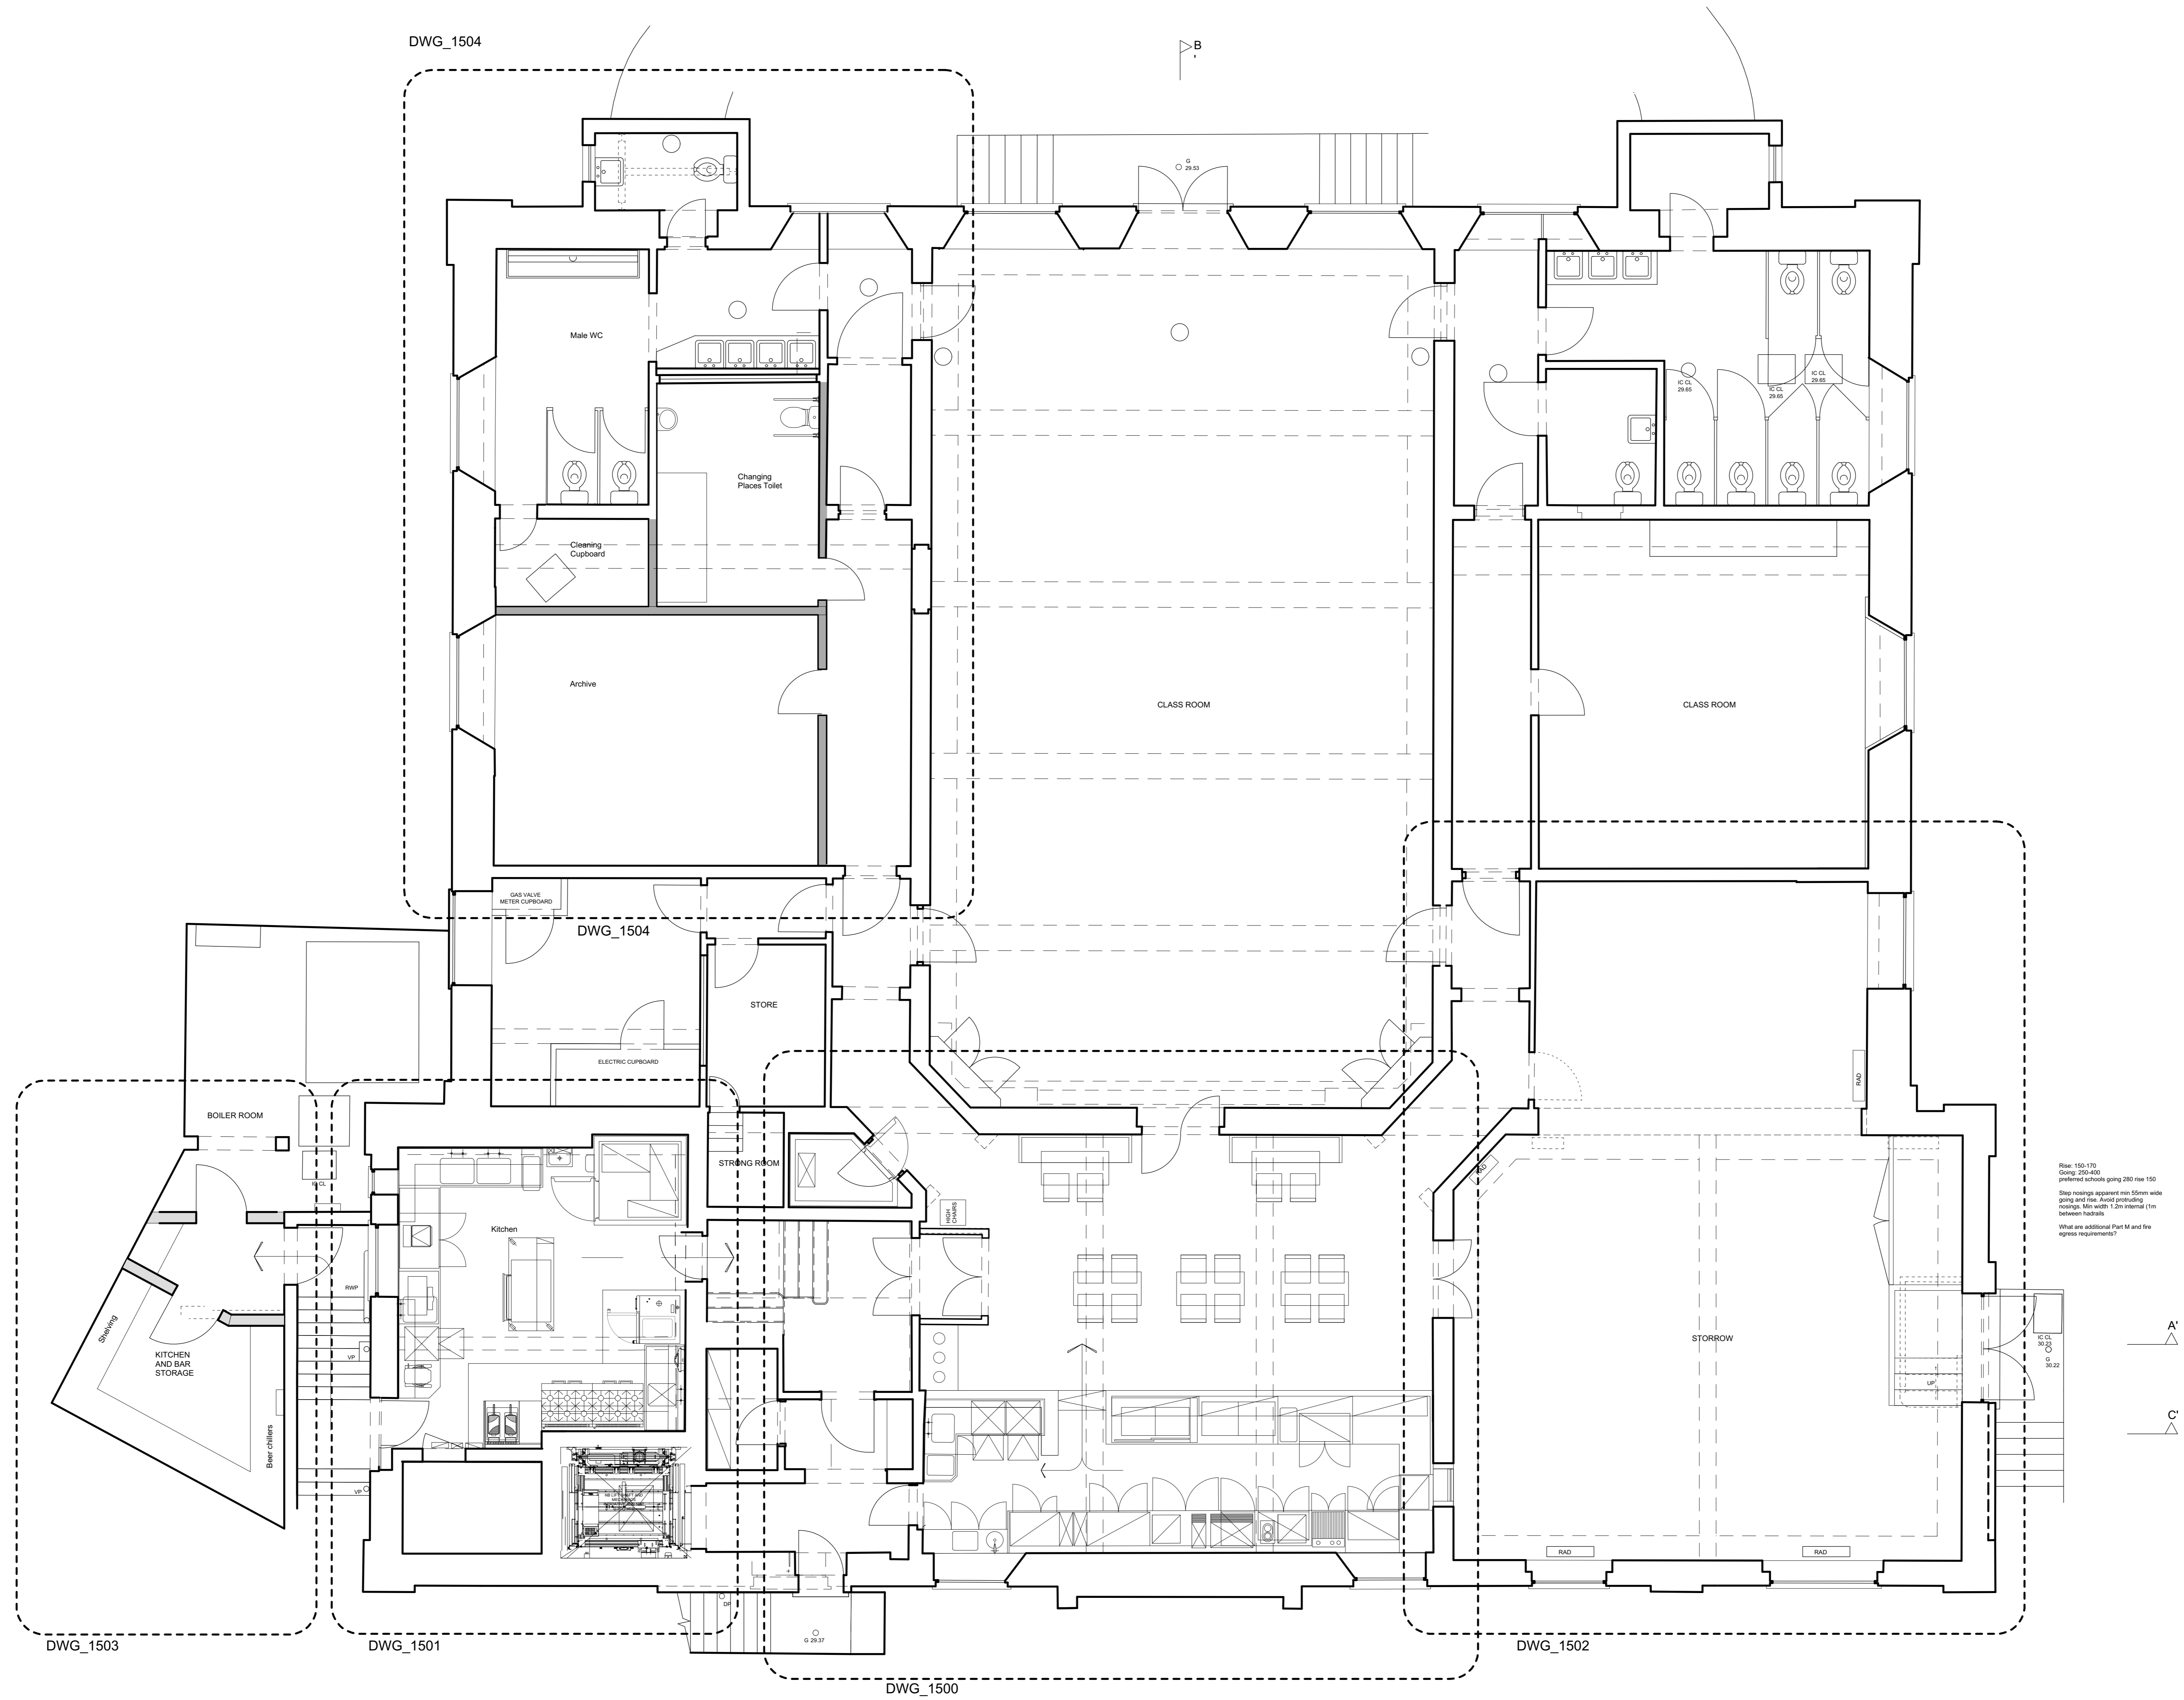 DWG_1504
B
'
G
29.53
Male WC
IC CL
29.65
IC CL
29.65
IC CL
29.65
Changing
Places Toilet
Cleaning
Cupboard
Archive
CLASS ROOM
CLASS ROOM
GAS VALVE
METER CUPBOARD
DWG_1504
STORE
ELECTRIC CUPBOARD
RAD
BOILER ROOM
STRONG ROOM
RAD
IC CL
HIGH
CHAIRS
Kitchen
Rise: 150-170
Going: 250-400
preferred schools going 280 rise 150
Step nosings apparent min 55mm wide
going and rise. Avoid protruding
nosings. Min width 1.2m internal (1m
between hadrails
What are additional Part M and fire
egress requirements?
RWP
Shelving
VP
KITCHEN
AND BAR
STORAGE
STORROW
IC CL
30.23
G
30.22
A'
UP
C'
Beer chillers
VP
RAD
RAD
DP
G 29.37
DWG_1503
DWG_1501
DWG_1502
DWG_1500